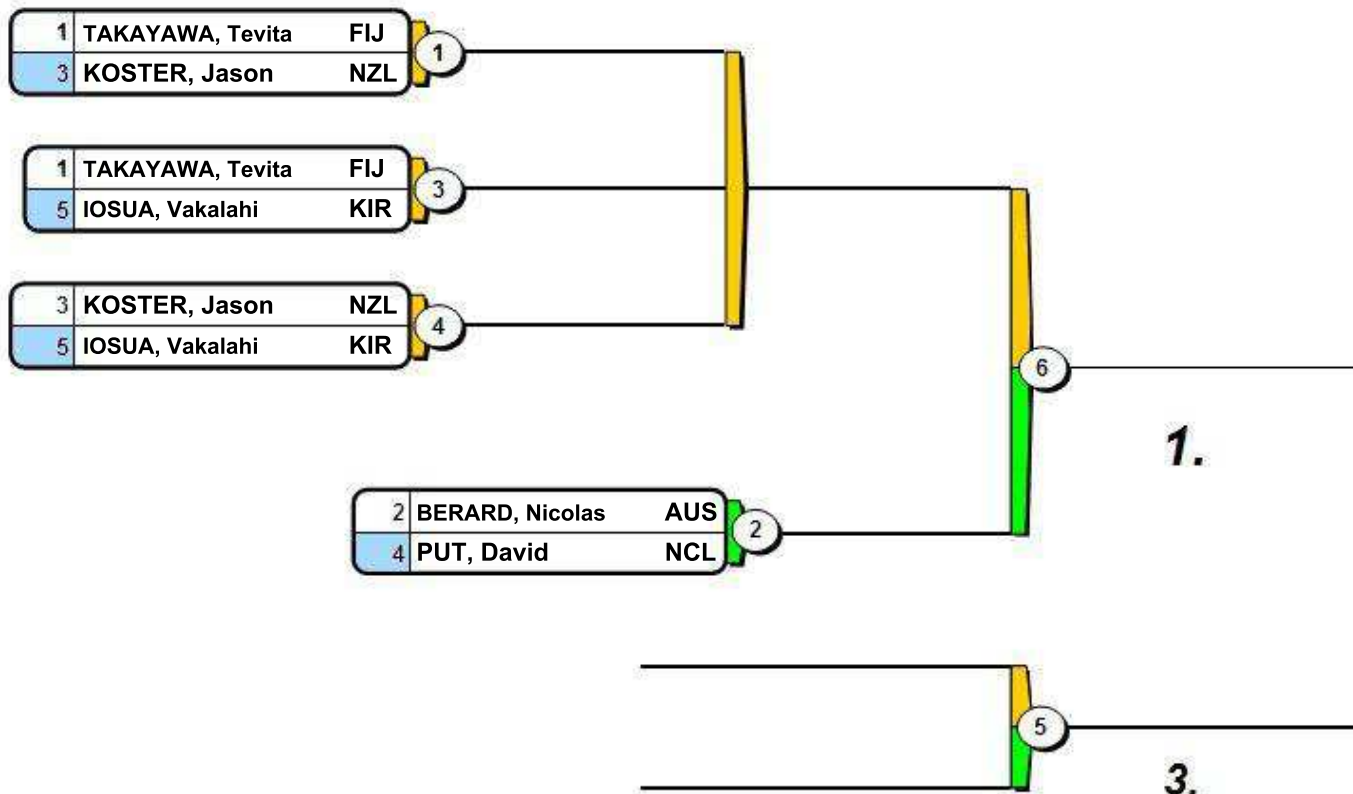 1 TAKAYAWA, Tevita FIJ
3 KOSTER, Jason NZL
1
1 TAKAYAWA, Tevita FIJ
5 IOSUA, Vakalahi KIR
3
3 KOSTER, Jason NZL
5 IOSUA, Vakalahi KIR
4
6
1.
2 BERARD, Nicolas AUS
4 PUT, David NCL
2
5
3.